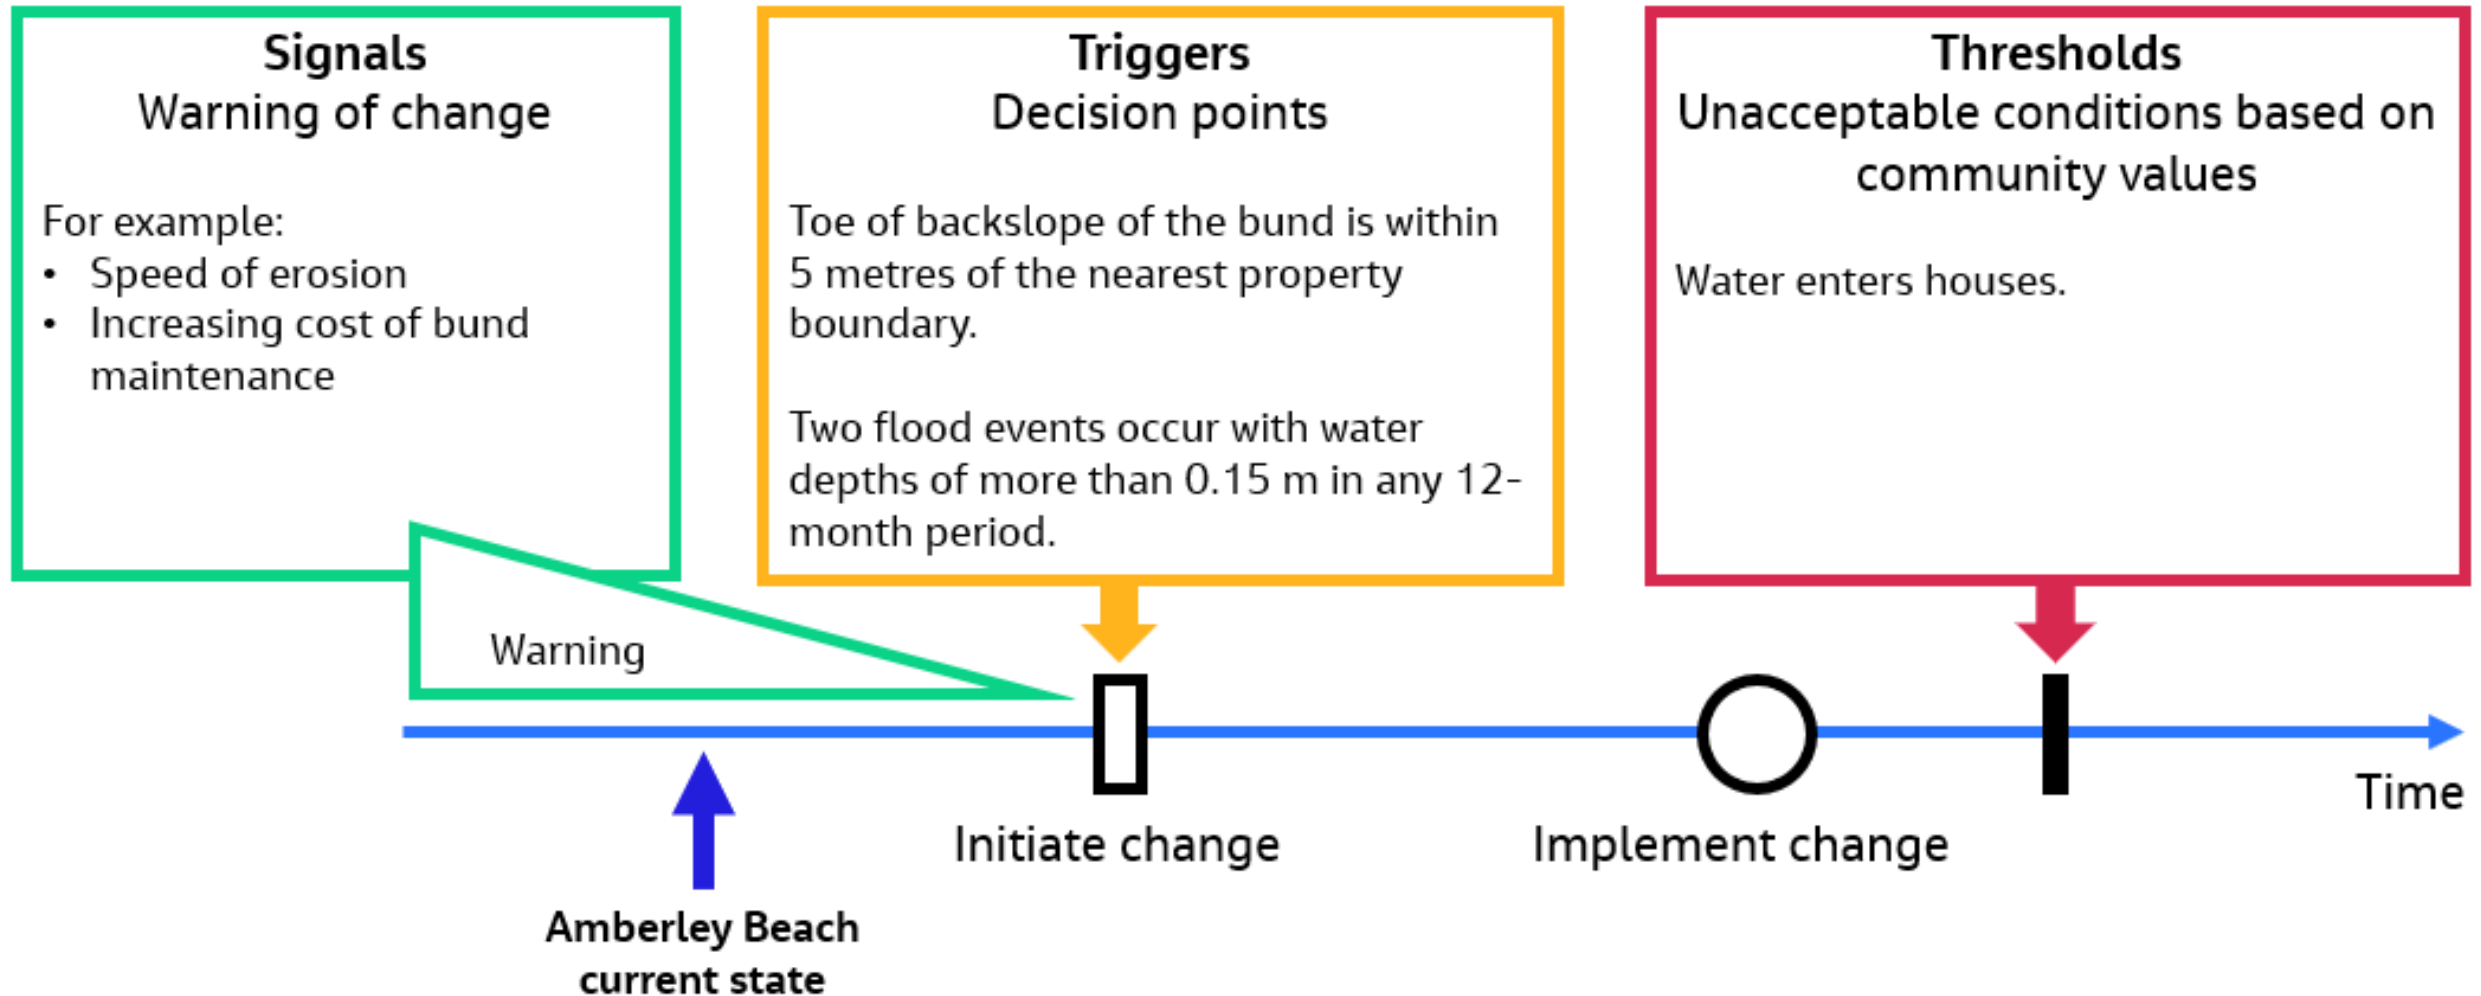 Signals
Warning of change
For example:
• Speed of erosion
• Increasing cost of bund
maintenance
Triggers
Decision points
Toe of backslope of the bund is within
5 metres of the nearest property
boundary.
Two flood events occur with water
depths of more than 0.15 m in any 12-
month period.
Thresholds
Unacceptable conditions based on
community values
Water enters houses.
Warning
Time
Initiate change
Implement change
Amberley Beach
current state